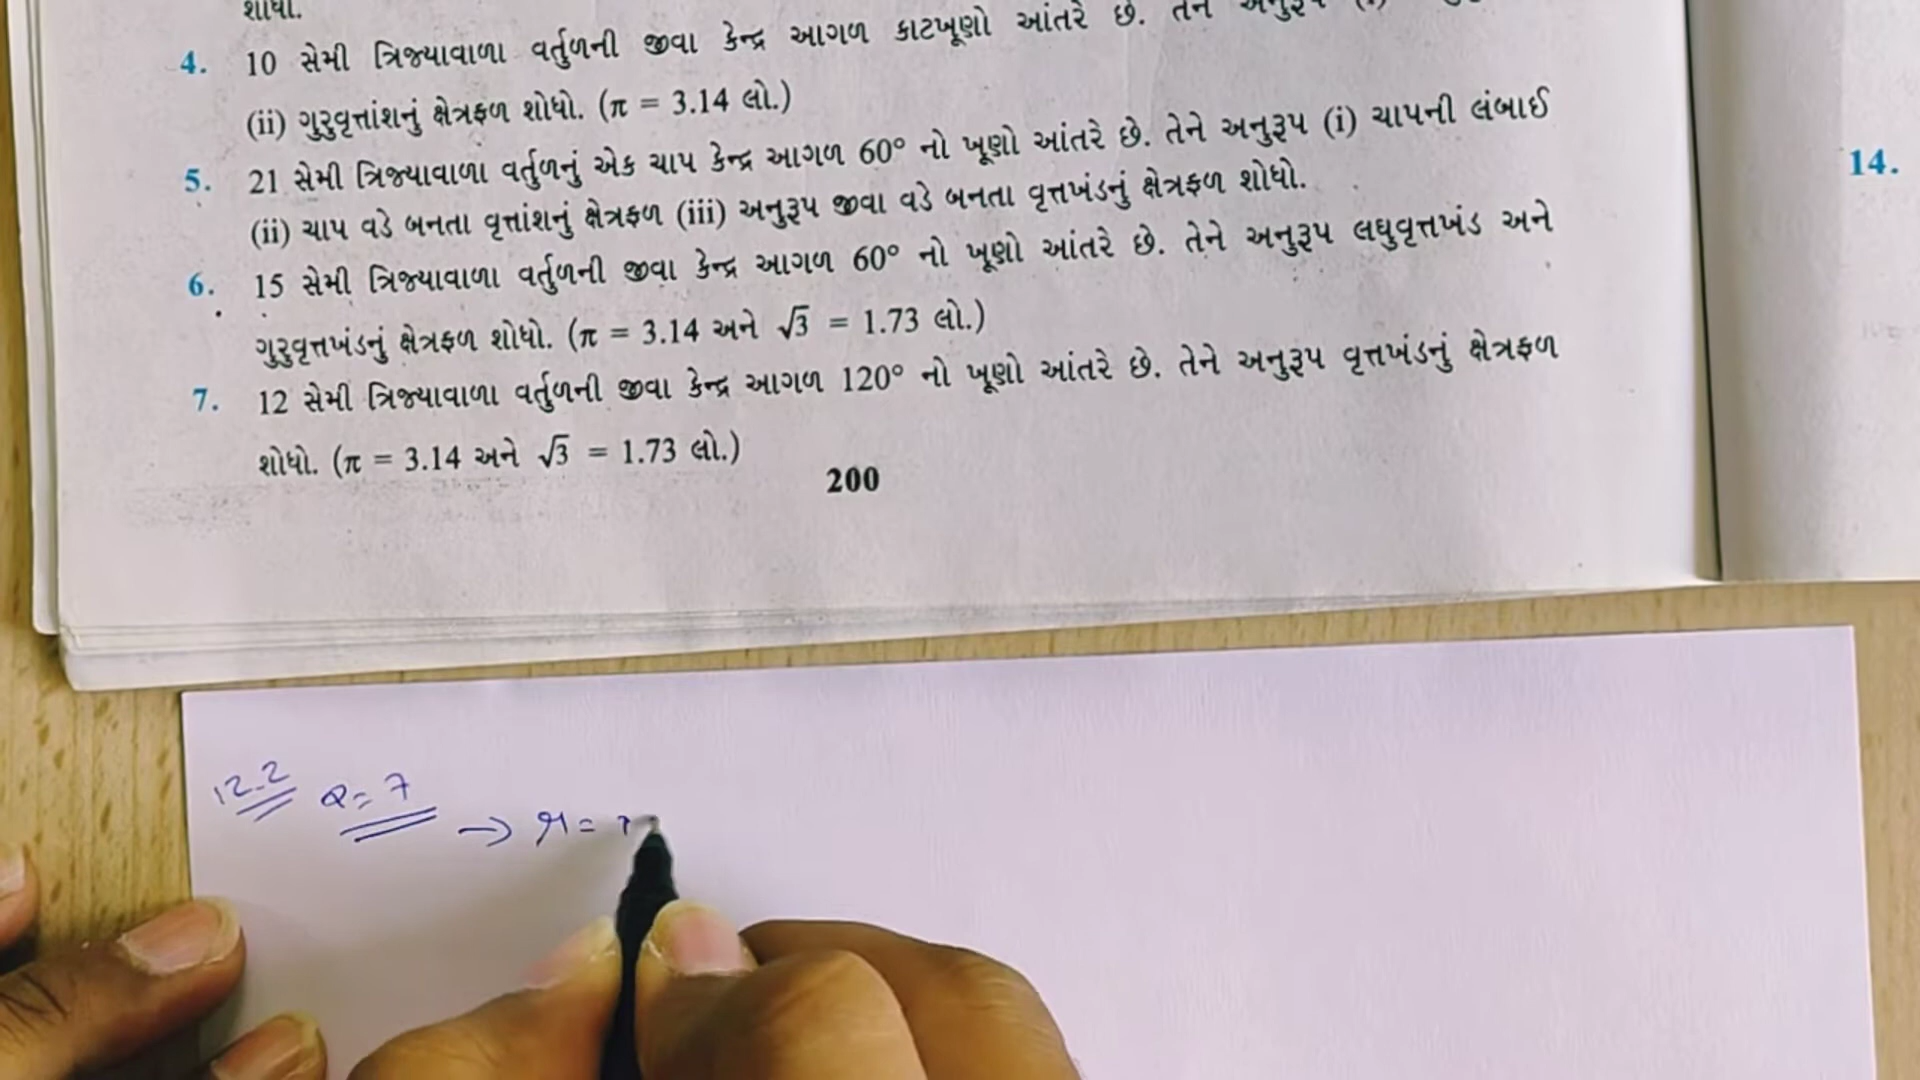 શોધો.
4. 10 સેમી ત્રિજ્યાવાળા વર્તુળની જીવા કેન્દ્ર આગળ કાટખૂણો આંતરે છે. તેને અનુરૂપ (i)
(ii) ગુરુવૃત્તાંશનું ક્ષેત્રફળ શોધો. (π = 3.14 લો.)
5. 21 સેમી ત્રિજ્યાવાળા વર્તુળનું એક ચાપ કેન્દ્ર આગળ 60° નો ખૂણો આંતરે છે. તેને અનુરૂપ (i) ચાપની લંબાઈ
(ii) ચાપ વડે બનતા વૃત્તાંશનું ક્ષેત્રફળ (iii) અનુરૂપ જીવા વડે બનતા વૃત્તખંડનું ક્ષેત્રફળ શોધો.
6. 15 સેમી ત્રિજ્યાવાળા વર્તુળની જીવા કેન્દ્ર આગળ 60° નો ખૂણો આંતરે છે. તેને અનુરૂપ લઘુવૃત્તખંડ અને
ગુરુવૃત્તખંડનું ક્ષેત્રફળ શોધો. (π = 3.14 અને √3 = 1.73 લો.)
7. 12 સેમી ત્રિજ્યાવાળા વર્તુળની જીવા કેન્દ્ર આગળ 120° નો ખૂણો આંતરે છે. તેને અનુરૂપ વૃત્તખંડનું ક્ષેત્રફળ
શોધો. (π = 3.14 અને √3 = 1.73 લો.)
200
14.
12.2 Q=7 → r =